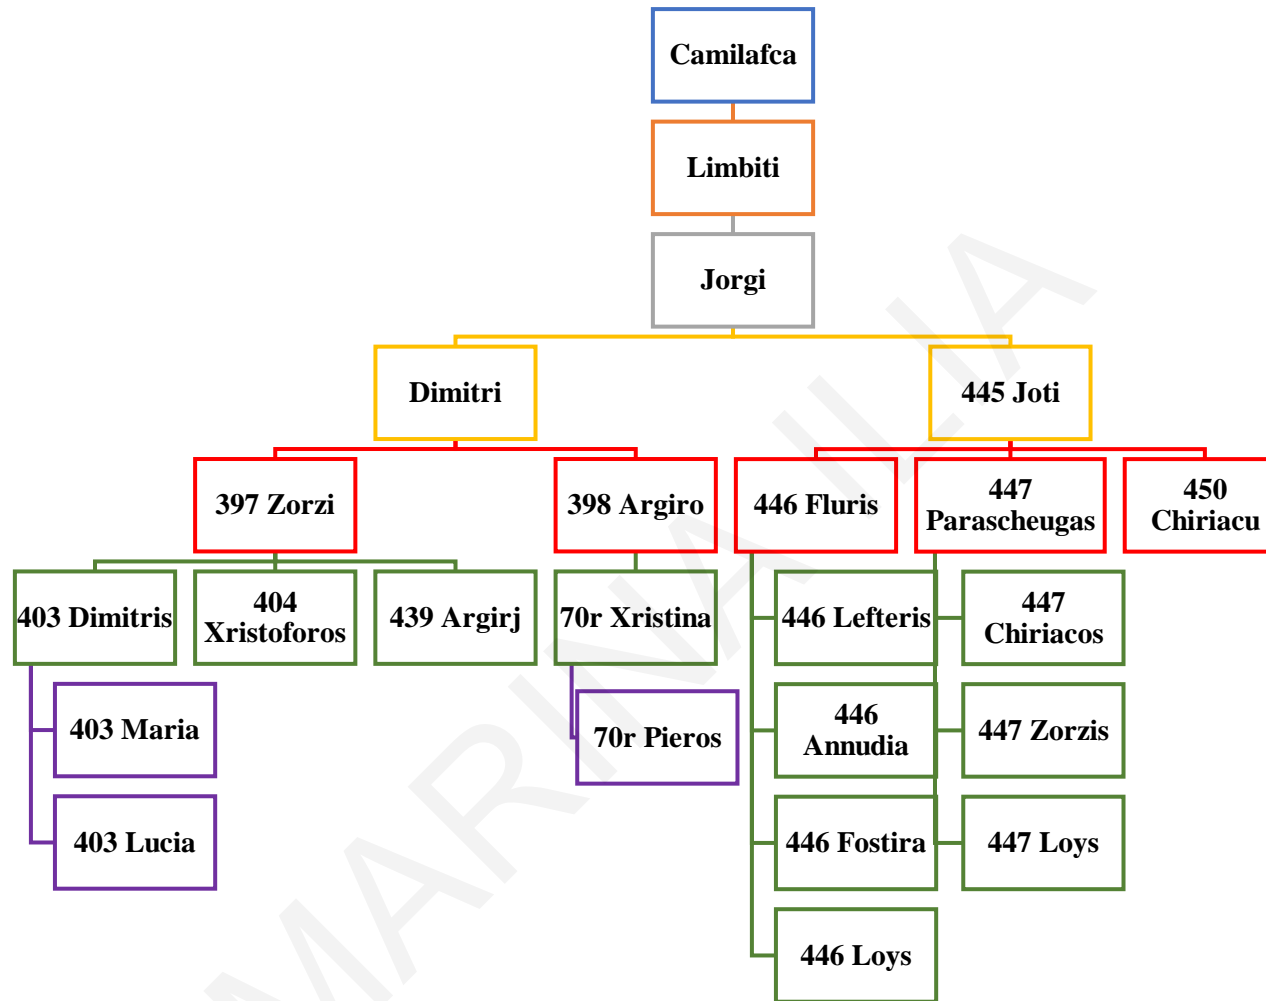 Camilafca
Limbiti
Jorgi
Dimitri
445 Joti
397 Zorzi
398 Argiro
446 Fluris
447
Parascheugas
450
Chiriacu
403 Dimitris
404
Xristoforos
439 Argirj
70r Xristina
446 Lefteris
447
Chiriacos
403 Maria
70r Pieros
446
Annudia
447 Zorzis
403 Lucia
446 Fostira
447 Loys
446 Loys
MARINA ILIA